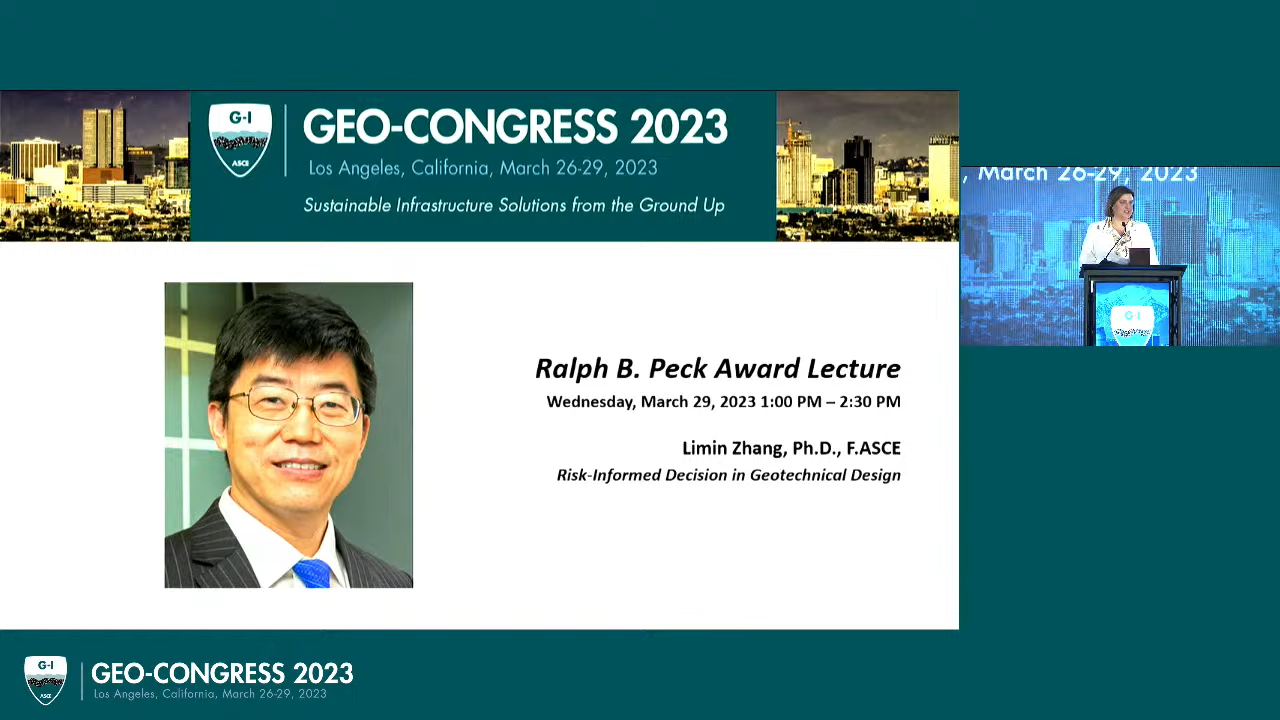 G-I
ASCE
GEO-CONGRESS 2023
Los Angeles, California, March 26-29, 2023
Sustainable Infrastructure Solutions from the Ground Up
, March 26-29, 2023
Ralph B. Peck Award Lecture
Wednesday, March 29, 2023 1:00 PM – 2:30 PM
Limin Zhang, Ph.D., F.ASCE
Risk-Informed Decision in Geotechnical Design
G-I
G-I
ASCE
GEO-CONGRESS 2023
Los Angeles, California, March 26-29, 2023